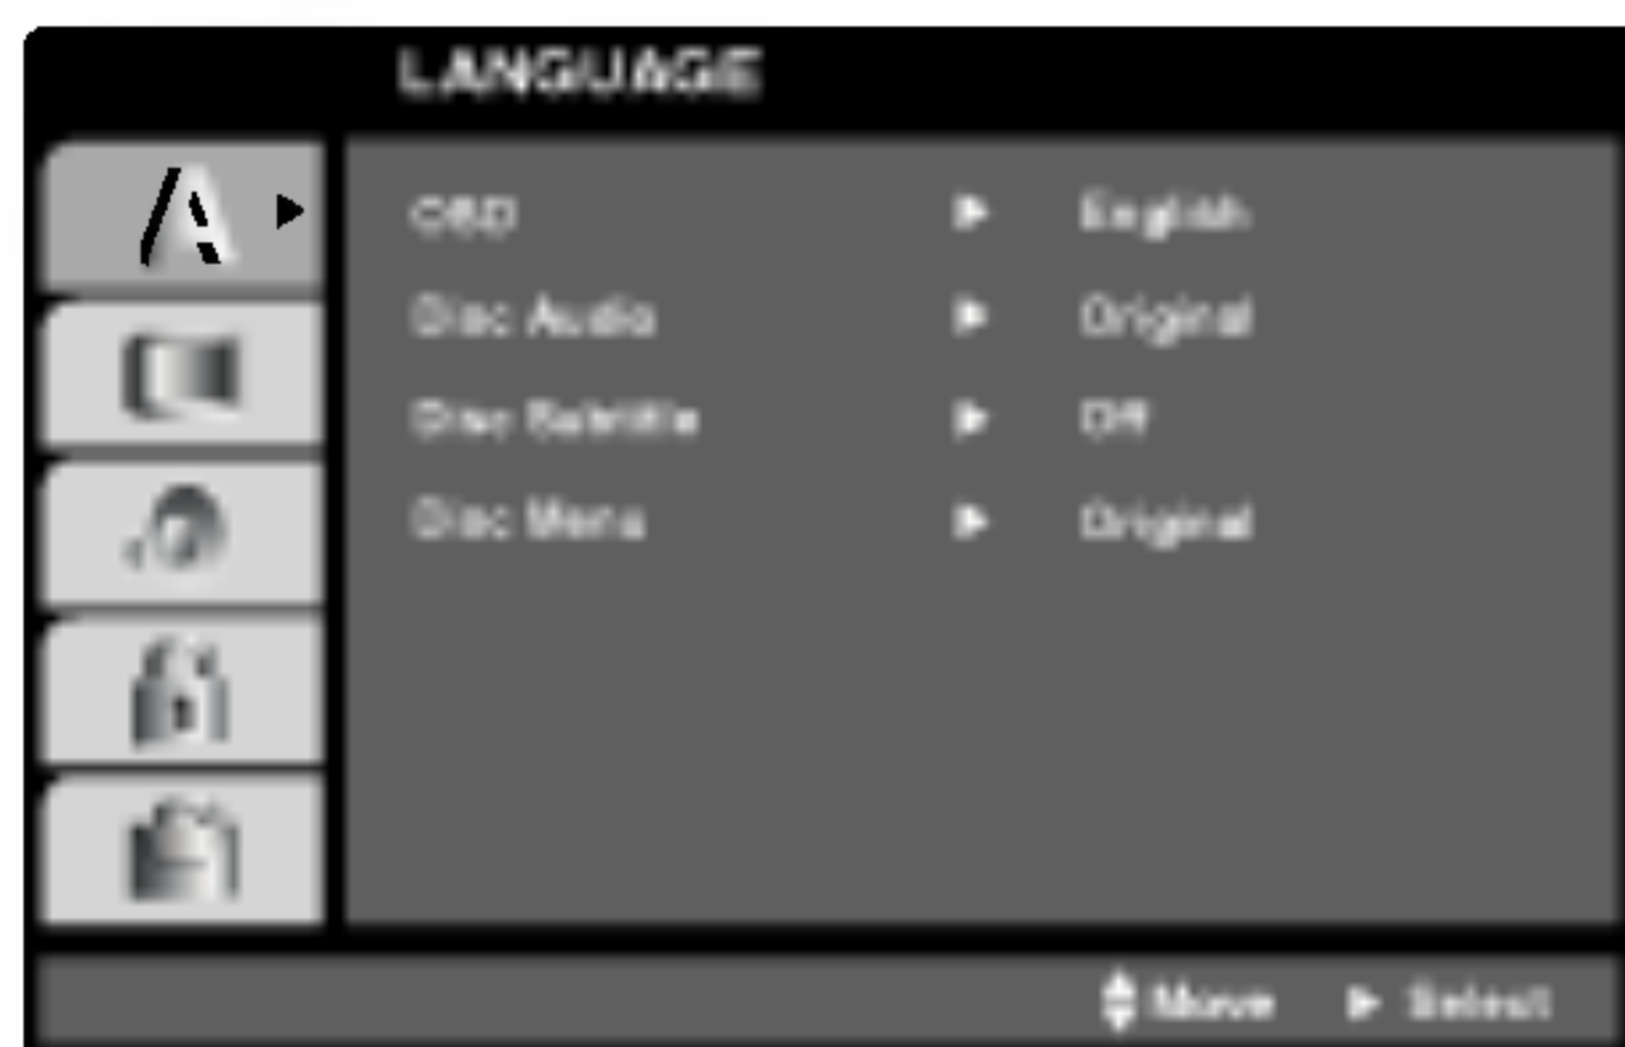 LANGUAGE
OSD ► English
Disc Audio ► Original
Disc Subtitle ► Off
Disc Menu ► Original
Move ► Select